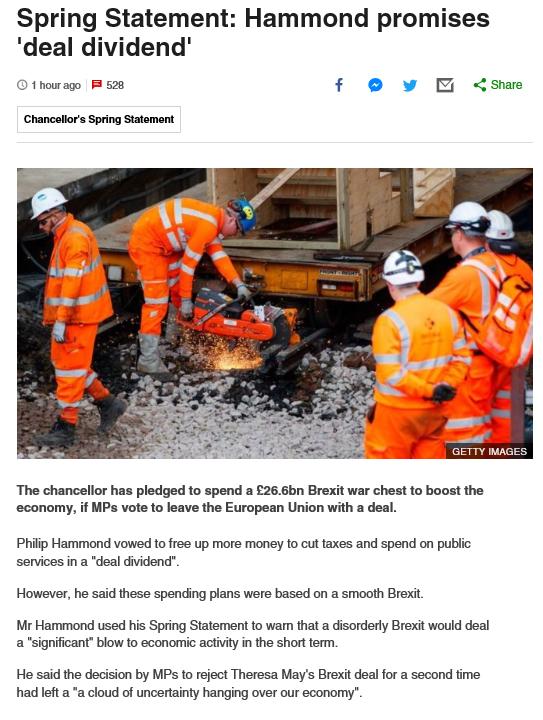 Spring Statement: Hammond promises
'deal dividend'
1 hour ago
528
Share
Chancellor's Spring Statement
GETTY IMAGES
The chancellor has pledged to spend a £26.6bn Brexit war chest to boost the
economy, if MPs vote to leave the European Union with a deal.
Philip Hammond vowed to free up more money to cut taxes and spend on public
services in a "deal dividend".
However, he said these spending plans were based on a smooth Brexit.
Mr Hammond used his Spring Statement to warn that a disorderly Brexit would deal
a "significant" blow to economic activity in the short term.
He said the decision by MPs to reject Theresa May's Brexit deal for a second time
had left a "a cloud of uncertainty hanging over our economy".